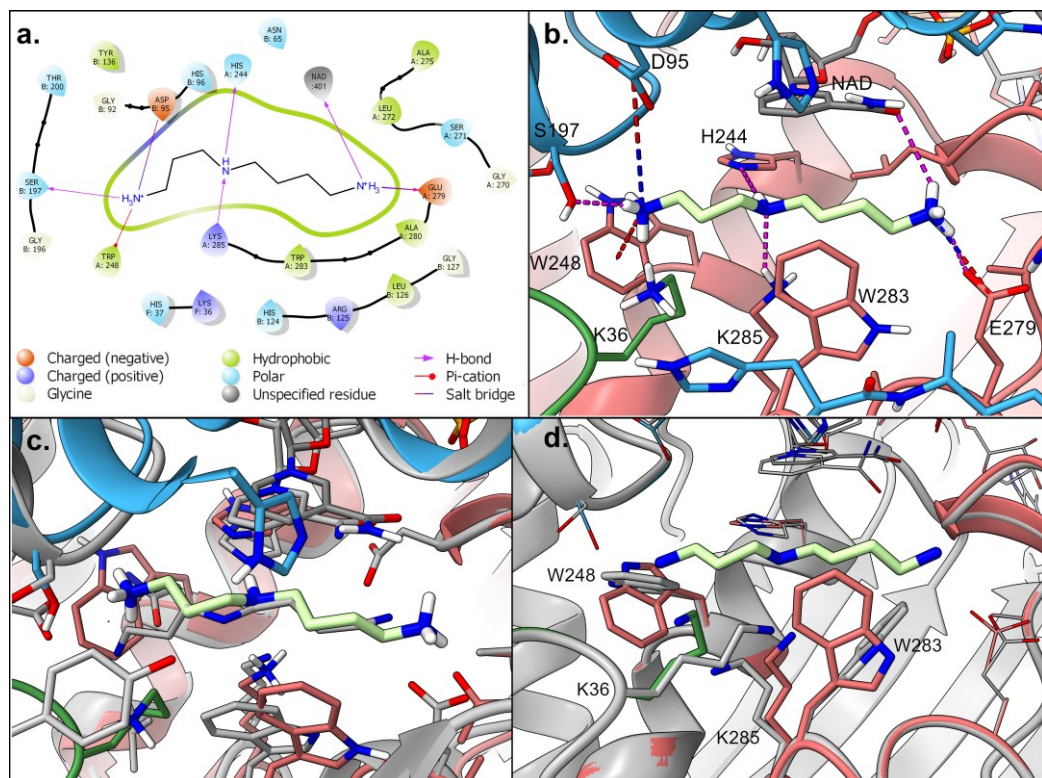 a.
ASN
B: 65
TYR
B: 136
HIS
B: 96
HIS
A: 244
NAD
:401
ALA
A: 275
THR
B: 200
GLY
B: 92
ASP
B: 95
LEU
A: 272
SER
A: 271
GLY
A: 270
H
N
+
SER
B: 197
H₃N⁺
NH₃
+
GLU
A: 279
GLY
B: 196
TRP
A: 248
LYS
A: 285
TRP
A: 283
ALA
A: 280
GLY
B: 127
LEU
B: 126
HIS
F: 37
LYS
F: 36
HIS
B: 124
ARG
B: 125
Charged (negative)
Hydrophobic
H-bond
Charged (positive)
Polar
Pi-cation
Glycine
Unspecified residue
Salt bridge
b.
D95
NAD
S197
H244
W248
W283
K36
K285
E279
c.
d.
W248
W283
K36
K285